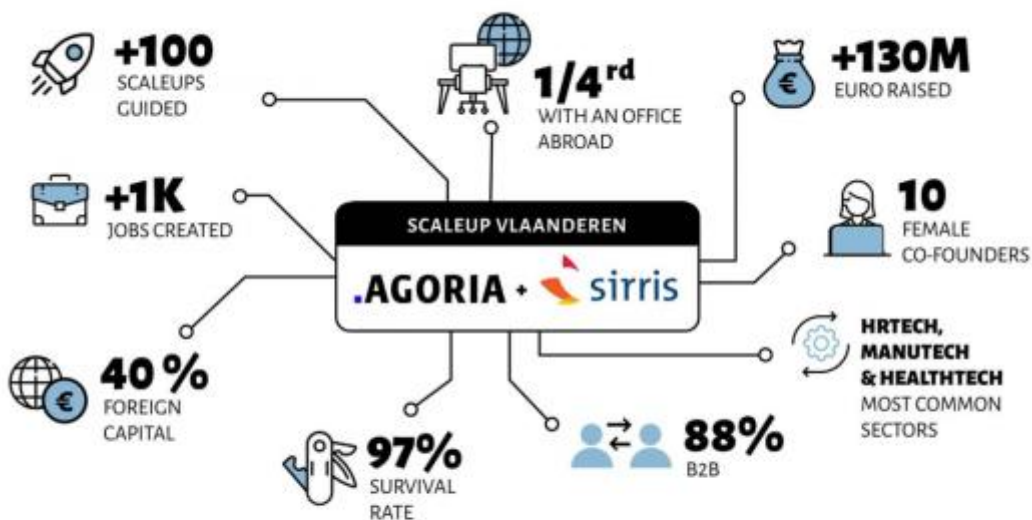 +100
SCALEUPS
GUIDED
1/4rd
WITH AN OFFICE
ABROAD
+130M
EURO RAISED
+1K
JOBS CREATED
SCALEUP VLAANDEREN
.AGORIA + sirris
10
FEMALE
CO-FOUNDERS
40 %
FOREIGN
CAPITAL
97%
SURVIVAL
RATE
88%
B2B
HRTECH,
MANUTECH
& HEALTHTECH
MOST COMMON
SECTORS